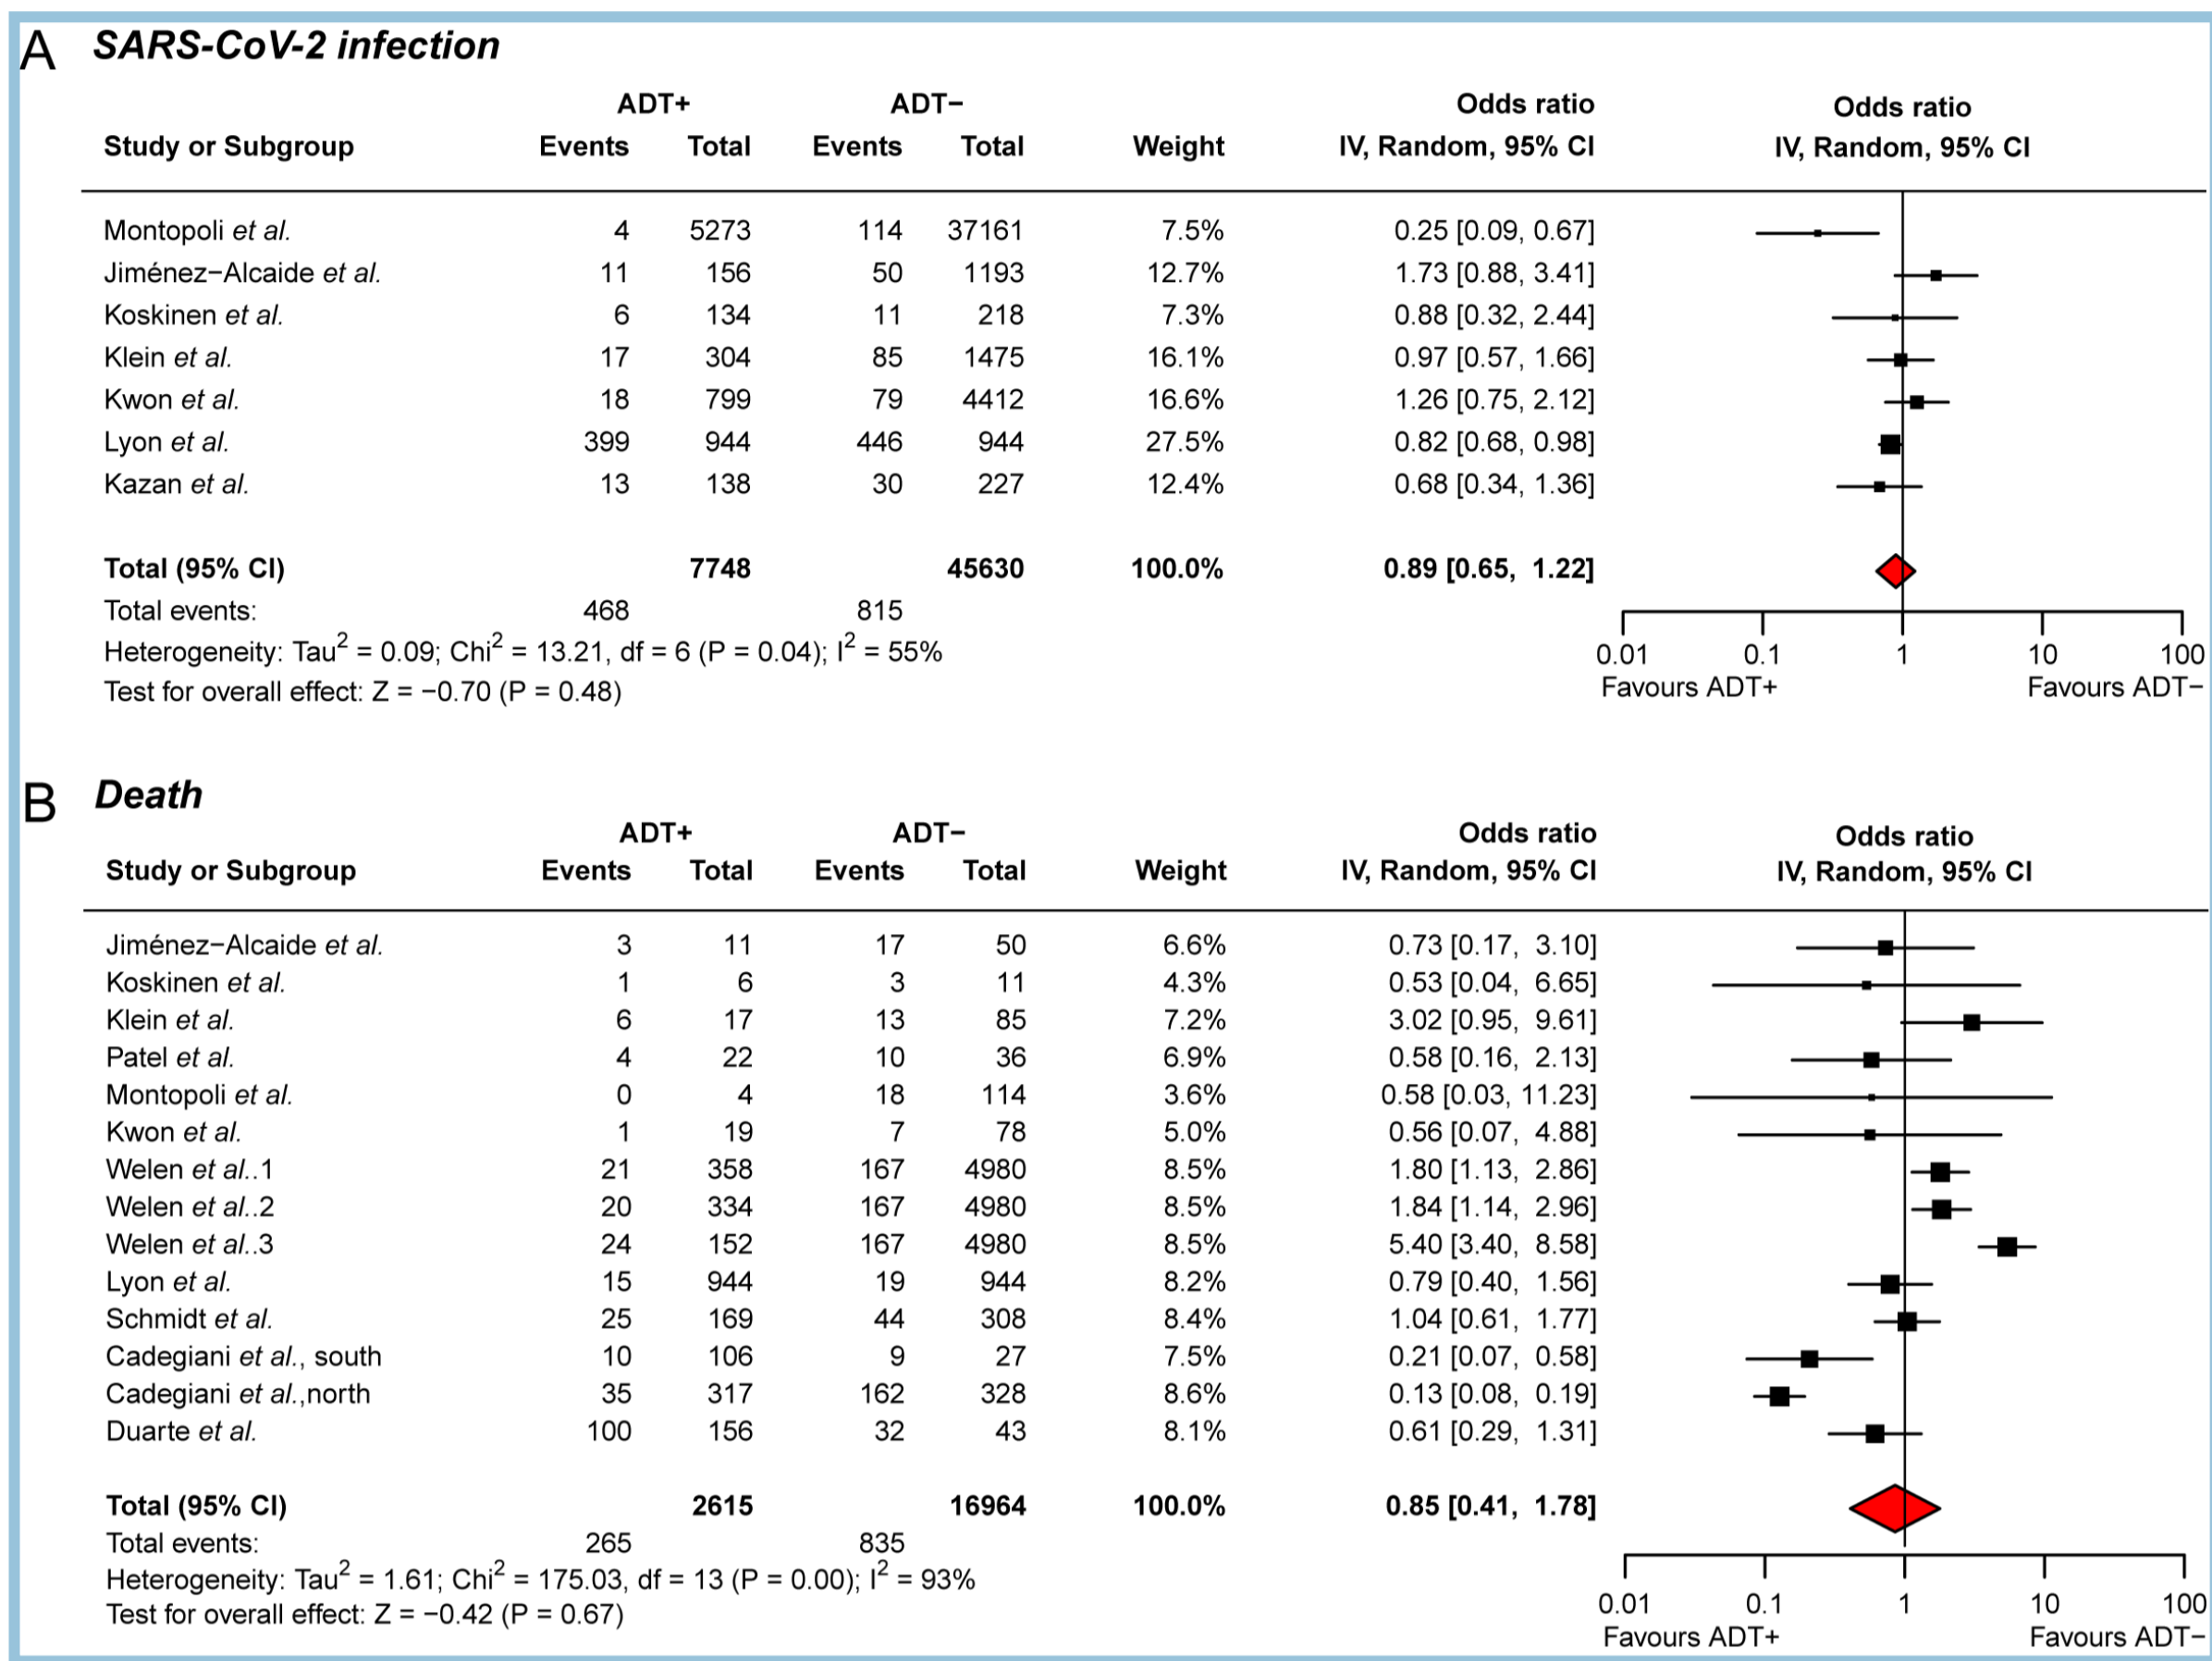 A SARS-CoV-2 infection
ADT+ ADT− Odds ratio Odds ratio
Study or Subgroup Events Total Events Total Weight IV, Random, 95% CI IV, Random, 95% CI
Montopoli et al. 4 5273 114 37161 7.5% 0.25 [0.09, 0.67]
Jiménez−Alcaide et al. 11 156 50 1193 12.7% 1.73 [0.88, 3.41]
Koskinen et al. 6 134 11 218 7.3% 0.88 [0.32, 2.44]
Klein et al. 17 304 85 1475 16.1% 0.97 [0.57, 1.66]
Kwon et al. 18 799 79 4412 16.6% 1.26 [0.75, 2.12]
Lyon et al. 399 944 446 944 27.5% 0.82 [0.68, 0.98]
Kazan et al. 13 138 30 227 12.4% 0.68 [0.34, 1.36]
Total (95% CI) 7748 45630 100.0% 0.89 [0.65, 1.22]
Total events: 468 815
Heterogeneity: Tau² = 0.09; Chi² = 13.21, df = 6 (P = 0.04); I² = 55%
Test for overall effect: Z = −0.70 (P = 0.48)
0.01 0.1 1 10 100
Favours ADT+ Favours ADT−
B Death
ADT+ ADT− Odds ratio Odds ratio
Study or Subgroup Events Total Events Total Weight IV, Random, 95% CI IV, Random, 95% CI
Jiménez−Alcaide et al. 3 11 17 50 6.6% 0.73 [0.17, 3.10]
Koskinen et al. 1 6 3 11 4.3% 0.53 [0.04, 6.65]
Klein et al. 6 17 13 85 7.2% 3.02 [0.95, 9.61]
Patel et al. 4 22 10 36 6.9% 0.58 [0.16, 2.13]
Montopoli et al. 0 4 18 114 3.6% 0.58 [0.03, 11.23]
Kwon et al. 1 19 7 78 5.0% 0.56 [0.07, 4.88]
Welen et al..1 21 358 167 4980 8.5% 1.80 [1.13, 2.86]
Welen et al..2 20 334 167 4980 8.5% 1.84 [1.14, 2.96]
Welen et al..3 24 152 167 4980 8.5% 5.40 [3.40, 8.58]
Lyon et al. 15 944 19 944 8.2% 0.79 [0.40, 1.56]
Schmidt et al. 25 169 44 308 8.4% 1.04 [0.61, 1.77]
Cadegiani et al., south 10 106 9 27 7.5% 0.21 [0.07, 0.58]
Cadegiani et al.,north 35 317 162 328 8.6% 0.13 [0.08, 0.19]
Duarte et al. 100 156 32 43 8.1% 0.61 [0.29, 1.31]
Total (95% CI) 2615 16964 100.0% 0.85 [0.41, 1.78]
Total events: 265 835
Heterogeneity: Tau² = 1.61; Chi² = 175.03, df = 13 (P = 0.00); I² = 93%
Test for overall effect: Z = −0.42 (P = 0.67)
0.01 0.1 1 10 100
Favours ADT+ Favours ADT−